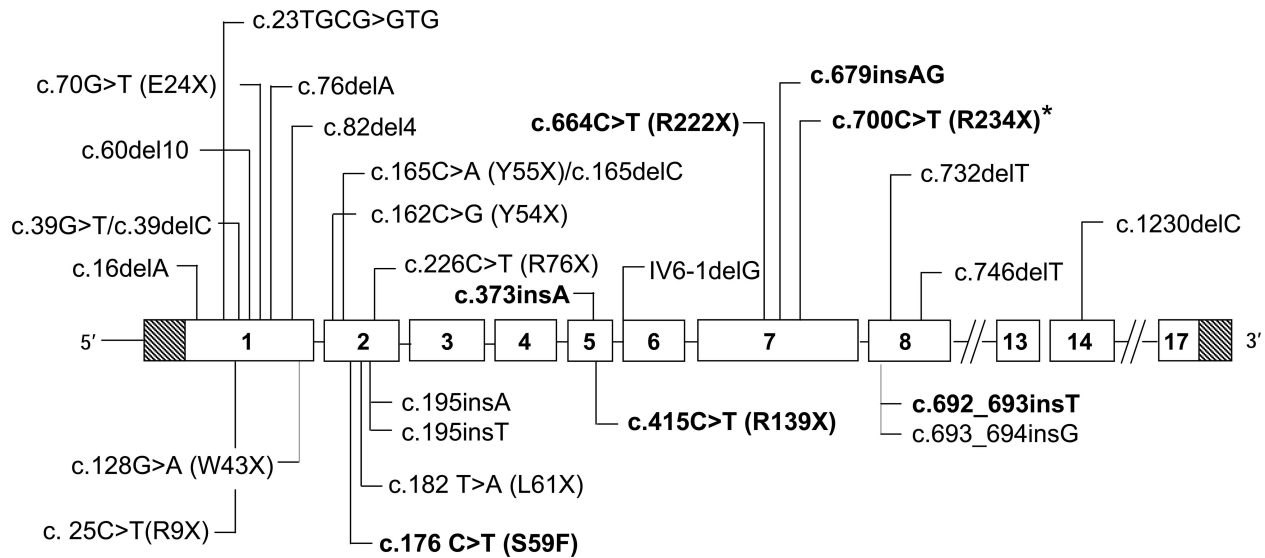 c.23TGCG>GTG
c.70G>T (E24X)
c.76delA
c.679insAG
c.82del4
c.664C>T (R222X)
c.700C>T (R234X)*
c.60del10
c.165C>A (Y55X)/c.165delC
c.732delT
c.162C>G (Y54X)
c.39G>T/c.39delC
c.1230delC
c.16delA
c.226C>T (R76X)
IV6-1delG
c.746delT
c.373insA
5′ 1 2 3 4 5 6 7 8 13 14 17 3′
c.195insA
c.692_693insT
c.415C>T (R139X)
c.195insT
c.693_694insG
c.128G>A (W43X)
c.182 T>A (L61X)
c. 25C>T(R9X)
c.176 C>T (S59F)